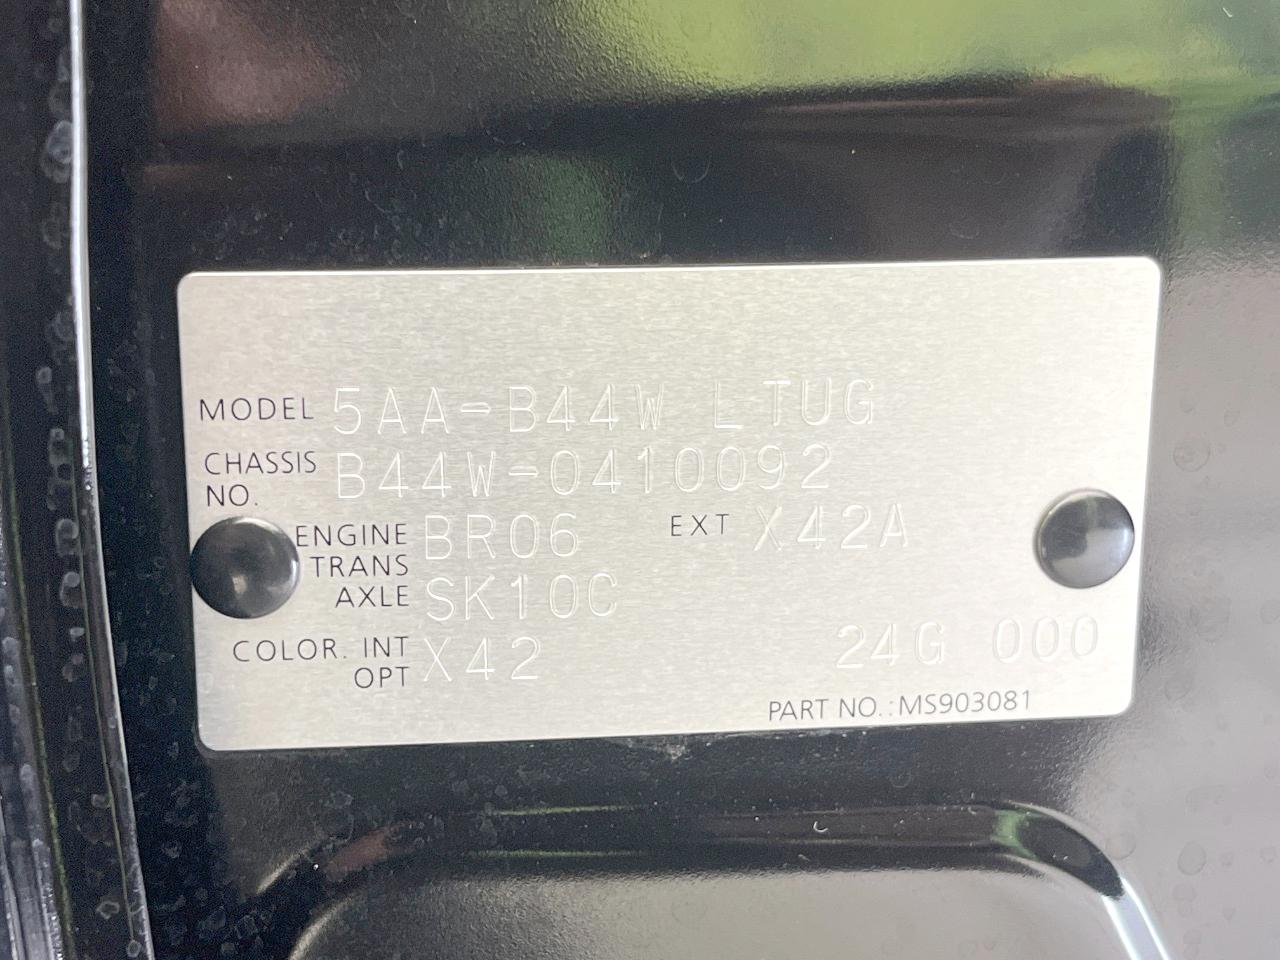 MODEL 5AA-B44W LTUG
CHASSIS NO. B44W-0410092
ENGINE BR06 EXT X42A
TRANS AXLE SK10C
COLOR. INT OPT X42 24G 000
PART NO.:MS903081